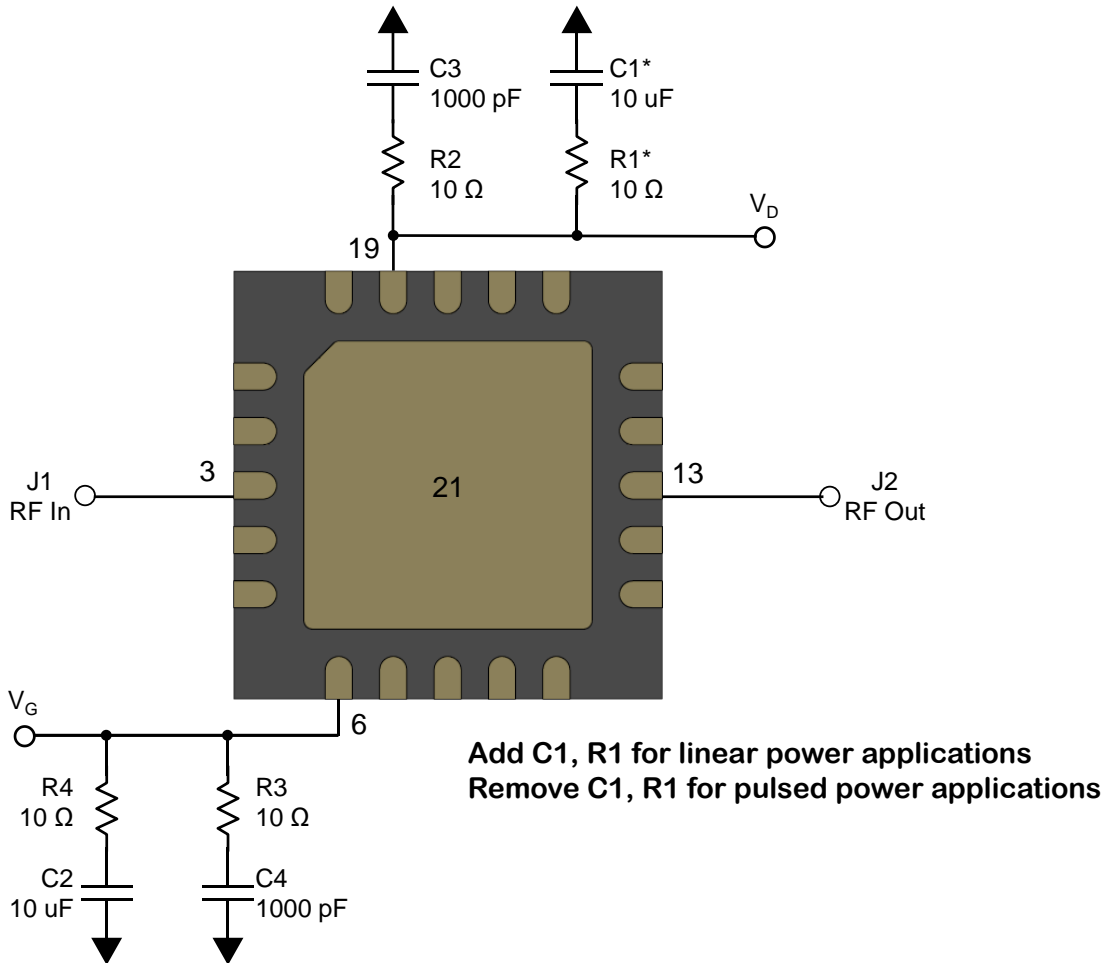 C3
1000 pF
C1*
10 uF
R2
10 Ω
R1*
10 Ω
V_D
19
J1
RF In
3
21
13
J2
RF Out
V_G
6
Add C1, R1 for linear power applications
Remove C1, R1 for pulsed power applications
R4
10 Ω
R3
10 Ω
C2
10 uF
C4
1000 pF